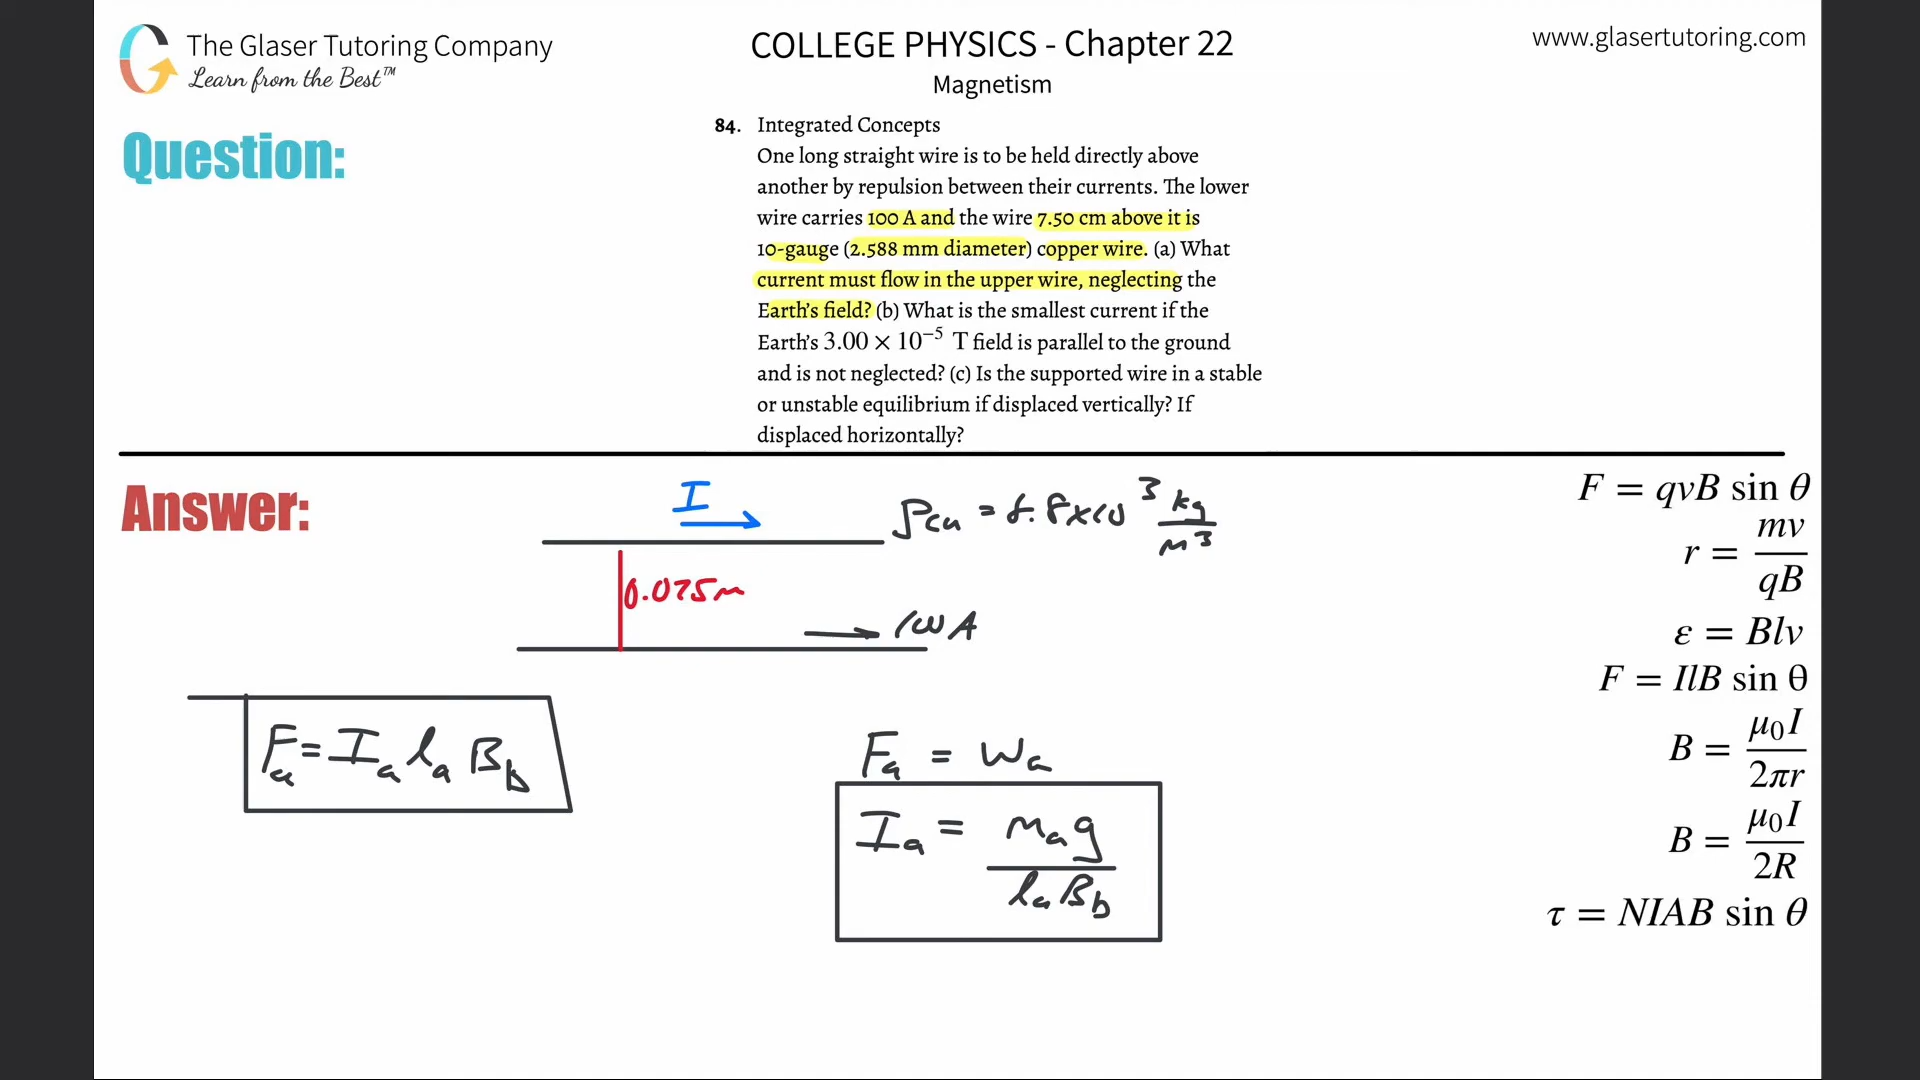 The Glaser Tutoring Company
Learn from the Best™
COLLEGE PHYSICS - Chapter 22
Magnetism
www.glasertutoring.com
Question:
84. Integrated Concepts
One long straight wire is to be held directly above
another by repulsion between their currents. The lower
wire carries 100 A and the wire 7.50 cm above it is
10-gauge (2.588 mm diameter) copper wire. (a) What
current must flow in the upper wire, neglecting the
Earth's field? (b) What is the smallest current if the
Earth's 3.00 × 10⁻⁵ T field is parallel to the ground
and is not neglected? (c) Is the supported wire in a stable
or unstable equilibrium if displaced vertically? If
displaced horizontally?
Answer:
I
ρcu = 8.8x10³ kg/m³
0.075m
100 A
Fa = Ia la Bb
Fa = wa
Ia = mag / laBb
F = qvB sin θ
r = mv / qB
ε = Blv
F = IlB sin θ
B = μ₀I / 2πr
B = μ₀I / 2R
τ = NIAB sin θ